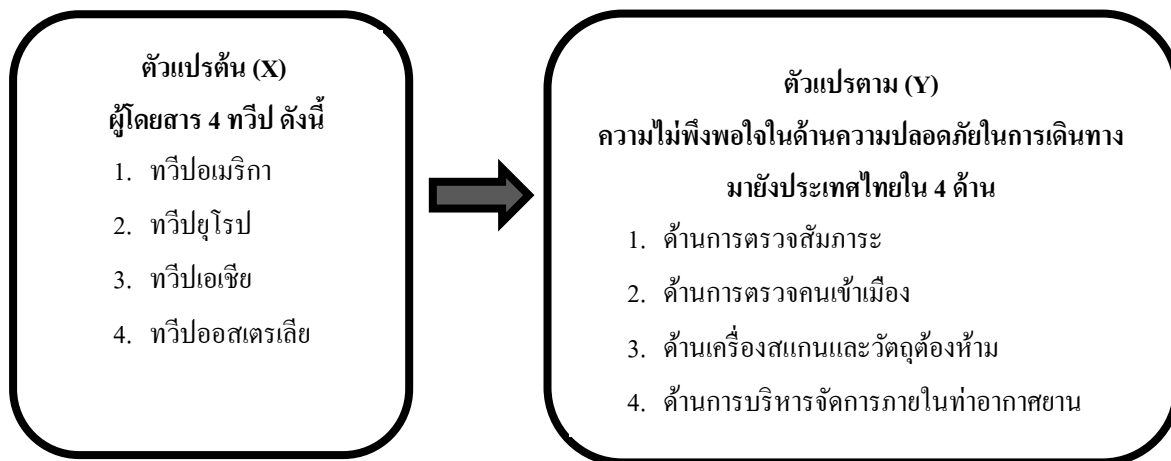 ตัวแปรต้น (X)
ผู้โดยสาร 4 ทวีป ดังนี้
1. ทวีปอเมริกา
2. ทวีปยุโรป
3. ทวีปเอเชีย
4. ทวีปออสเตรเลีย
ตัวแปรตาม (Y)
ความไม่พึงพอใจในด้านความปลอดภัยในการเดินทาง
มายังประเทศไทยใน 4 ด้าน
1. ด้านการตรวจสัมภาระ
2. ด้านการตรวจคนเข้าเมือง
3. ด้านเครื่องสแกนและวัตถุต้องห้าม
4. ด้านการบริหารจัดการภายในท่าอากาศยาน